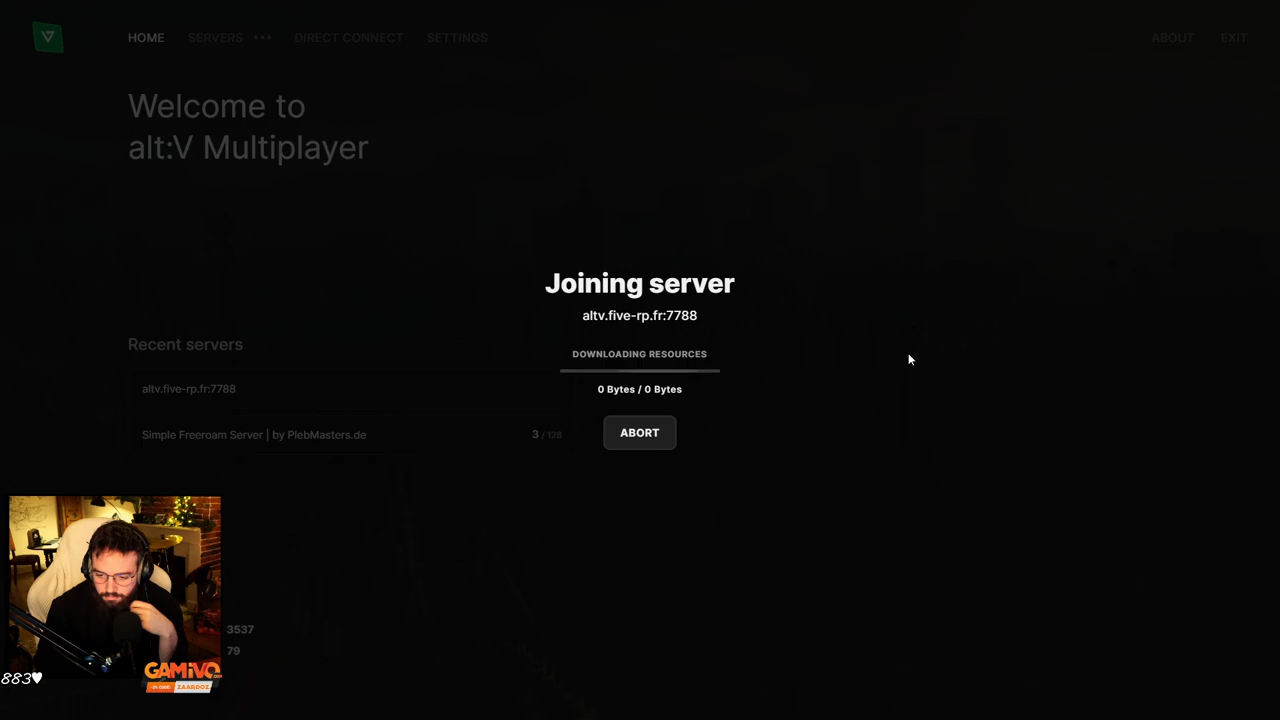 HOME
SERVERS
DIRECT CONNECT
SETTINGS
ABOUT
EXIT
Welcome to
alt:V Multiplayer
Joining server
altv.five-rp.fr:7788
DOWNLOADING RESOURCES
0 Bytes / 0 Bytes
ABORT
Recent servers
altv.five-rp.fr:7788
Simple Freeroam Server | by PlebMasters.de
3 / 128
3537
79
883♥
GAMIVO
ZAARDOZ